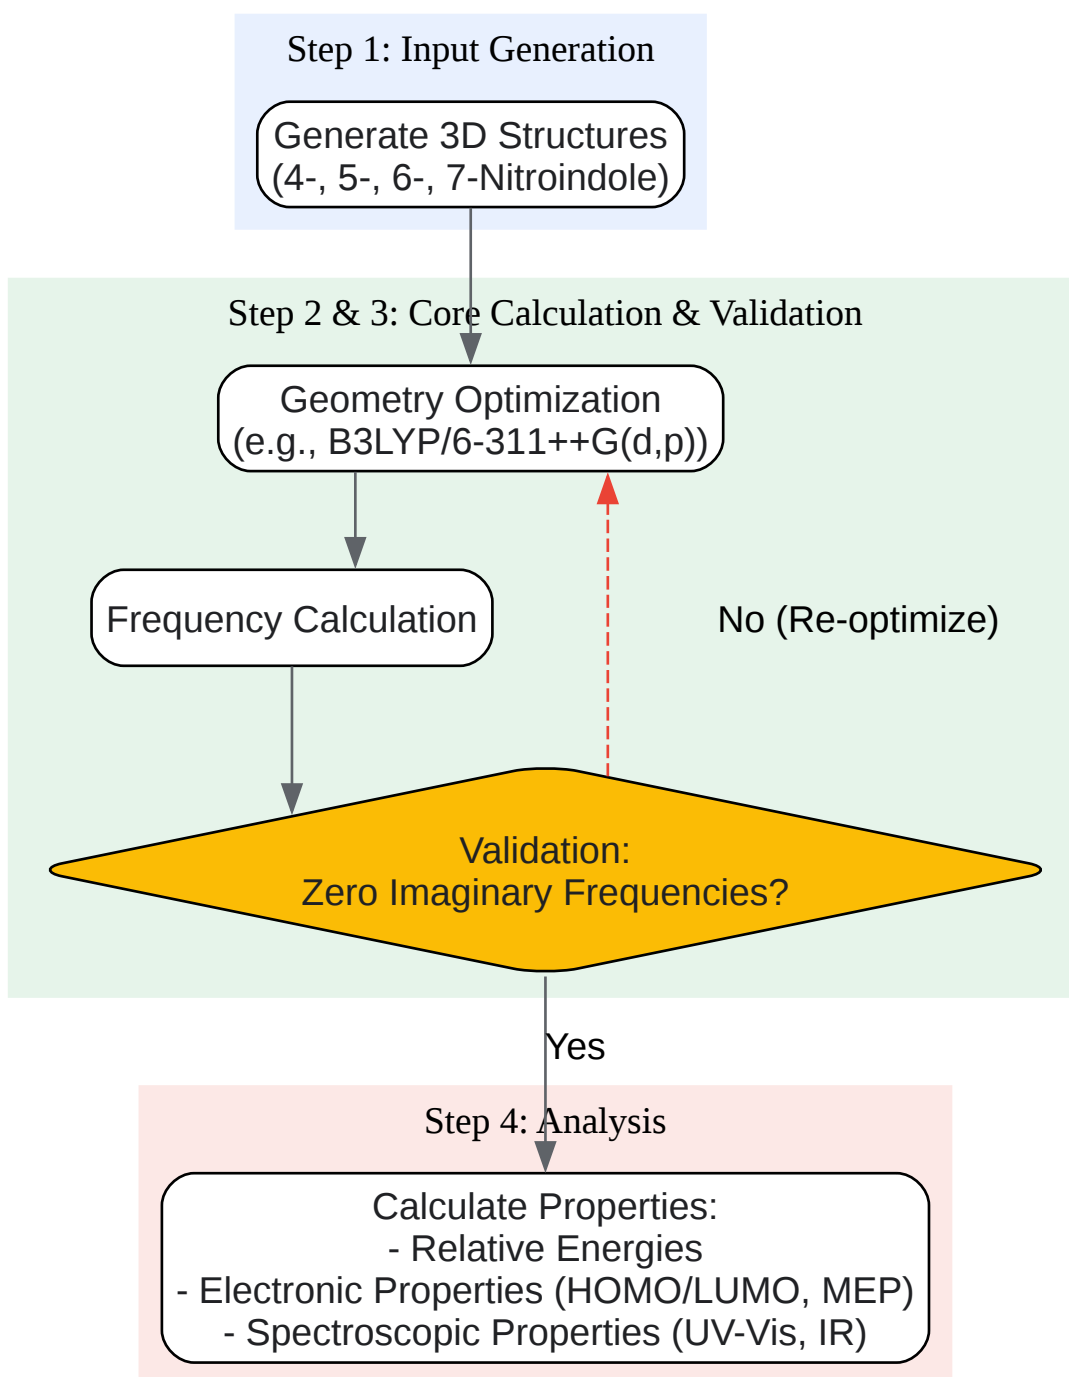 Step 1: Input Generation
Generate 3D Structures
(4-, 5-, 6-, 7-Nitroindole)
Step 2 & 3: Core Calculation & Validation
Geometry Optimization
(e.g., B3LYP/6-311++G(d,p))
Frequency Calculation
No (Re-optimize)
Validation:
Zero Imaginary Frequencies?
Yes
Step 4: Analysis
Calculate Properties:
- Relative Energies
- Electronic Properties (HOMO/LUMO, MEP)
- Spectroscopic Properties (UV-Vis, IR)